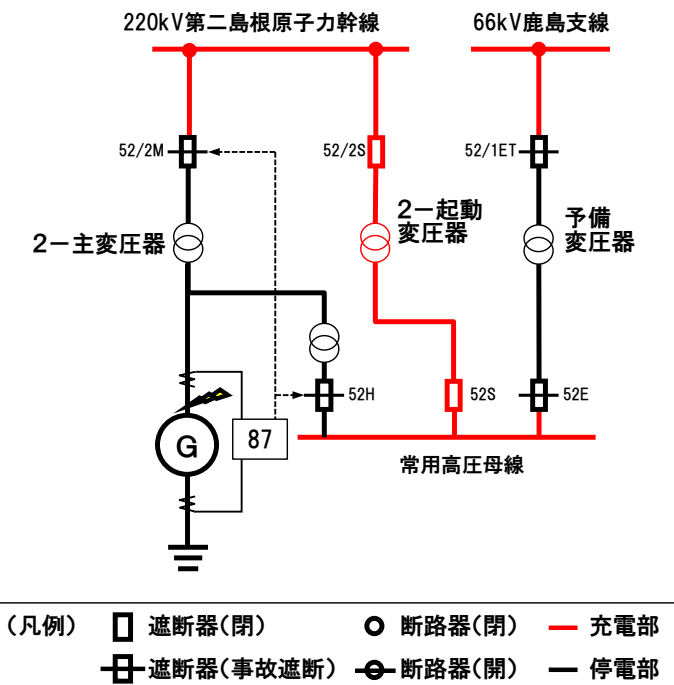 220kV第二島根原子力幹線
66kV鹿島支線
52/2M
52/2S
52/1ET
2－主変圧器
2－起動
変圧器
予備
変圧器
52H
52S
52E
G
87
常用高圧母線
(凡例)
遮断器(閉)
断路器(閉)
充電部
遮断器(事故遮断)
断路器(開)
停電部